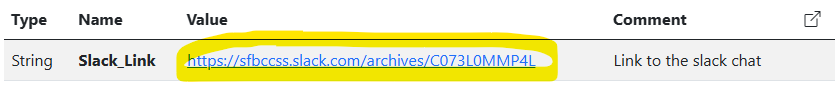 Type Name Value Comment
String Slack_Link https://sfbccss.slack.com/archives/C073L0MMP4L Link to the slack chat